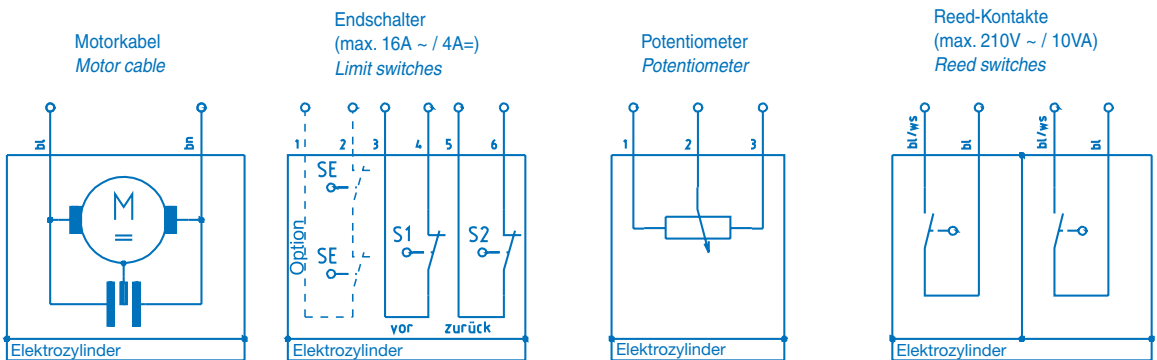 Motorkabel
Motor cable
bl
bn
M
=
Elektrozylinder
Endschalter
(max. 16A ~ / 4A=)
Limit switches
1 2 3 4 5 6
SE
SE
Option
S1 S2
vor zurück
Elektrozylinder
Potentiometer
Potentiometer
1 2 3
Elektrozylinder
Reed-Kontakte
(max. 210V ~ / 10VA)
Reed switches
bl/ws bl bl/ws bl
Elektrozylinder